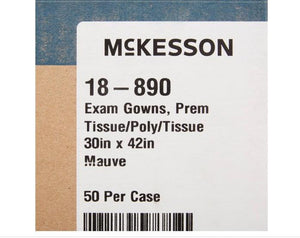 McKESSON
18-890
Exam Gowns, Prem
Tissue/Poly/Tissue
30in x 42in
Mauve
50 Per Case